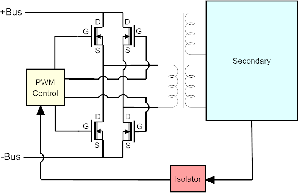 +Bus
D D
G G
S S
PWM
Control
Secondary
D D
G G
S S
-Bus
Isolator